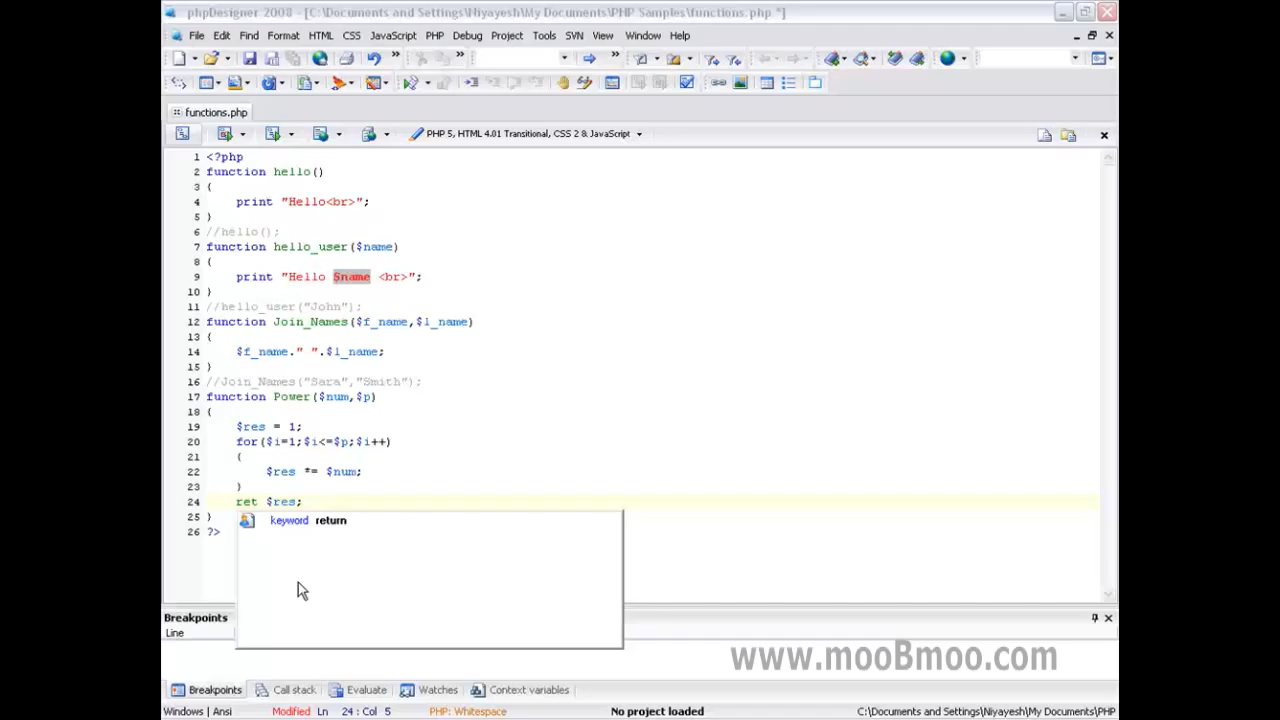 phpDesigner 2008 - [C:\Documents and Settings\Niyayesh\My Documents\PHP Samples\functions.php *]
File Edit Find Format HTML CSS JavaScript PHP Debug Project Tools SVN View Window Help
functions.php
PHP 5, HTML 4.01 Transitional, CSS 2 & JavaScript
1 <?php
2 function hello()
3 {
4 print "Hello<br>";
5 }
6 //hello();
7 function hello_user($name)
8 {
9 print "Hello $name <br>";
10 }
11 //hello_user("John");
12 function Join_Names($f_name,$l_name)
13 {
14 $f_name." ".$l_name;
15 }
16 //Join_Names("Sara","Smith");
17 function Power($num,$p)
18 {
19 $res = 1;
20 for($i=1;$i<=$p;$i++)
21 {
22 $res *= $num;
23 }
24 ret $res;
25 }
keyword return
26 ?>
Breakpoints
Line
www.mooBmoo.com
Breakpoints Call stack Evaluate Watches Context variables
Windows | Ansi Modified Ln 24 : Col 5 PHP: Whitespace No project loaded C:\Documents and Settings\Niyayesh\My Documents\PHP